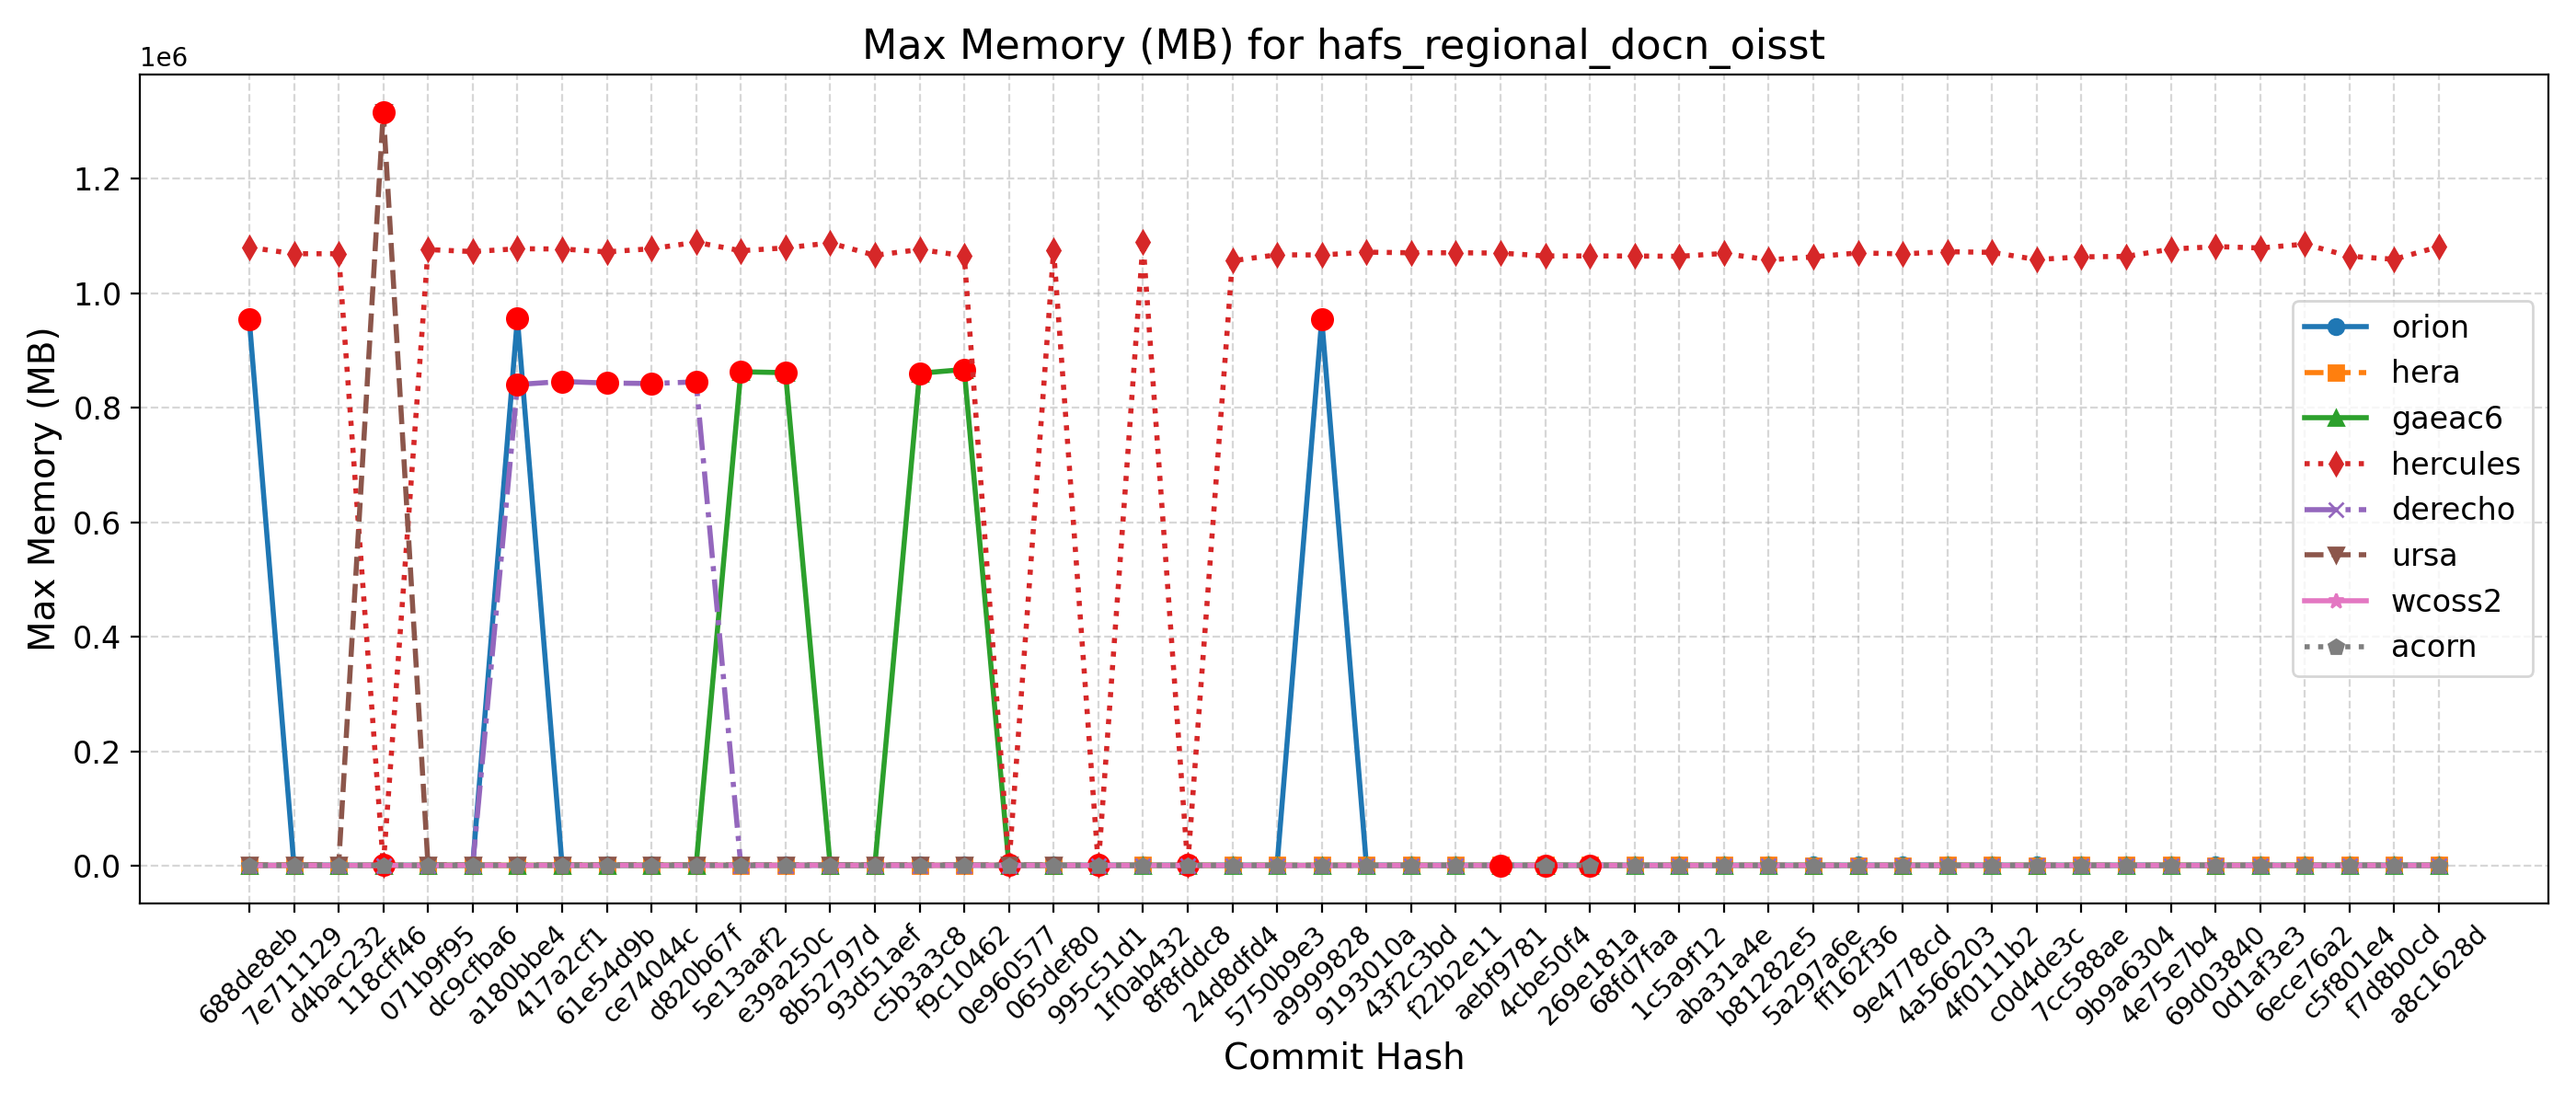 Max Memory (MB) for hafs_regional_docn_oisst
1e6
1.2
1.0
0.8
0.6
0.4
0.2
0.0
Max Memory (MB)
orion
hera
gaeac6
hercules
derecho
ursa
wcoss2
acorn
688de8eb
7e711129
d4bac232
118cff46
071b9f95
dc9cfba6
a180bbe4
417a2cf1
61e54d9b
ce74044c
d820b67f
5e13aaf2
e39a250c
8b52797d
93d51aef
c5b3a3c8
f9c10462
0e960577
065def80
995c51d1
1f0ab432
8f8fddc8
24d8dfd4
5750b9e3
a9999828
9193010a
43f2c3bd
f22b2e11
aebf9781
4cbe50f4
269e181a
68fd7faa
1c5a9f12
aba31a4e
b81282e5
5a297a6e
ff162f36
9e4778cd
4a566203
4f0111b2
c0d4de3c
7cc588ae
9b9a6304
4e75e7b4
69d03840
0d1af3e3
6ece76a2
c5f801e4
f7d8b0cd
a8c1628d
Commit Hash